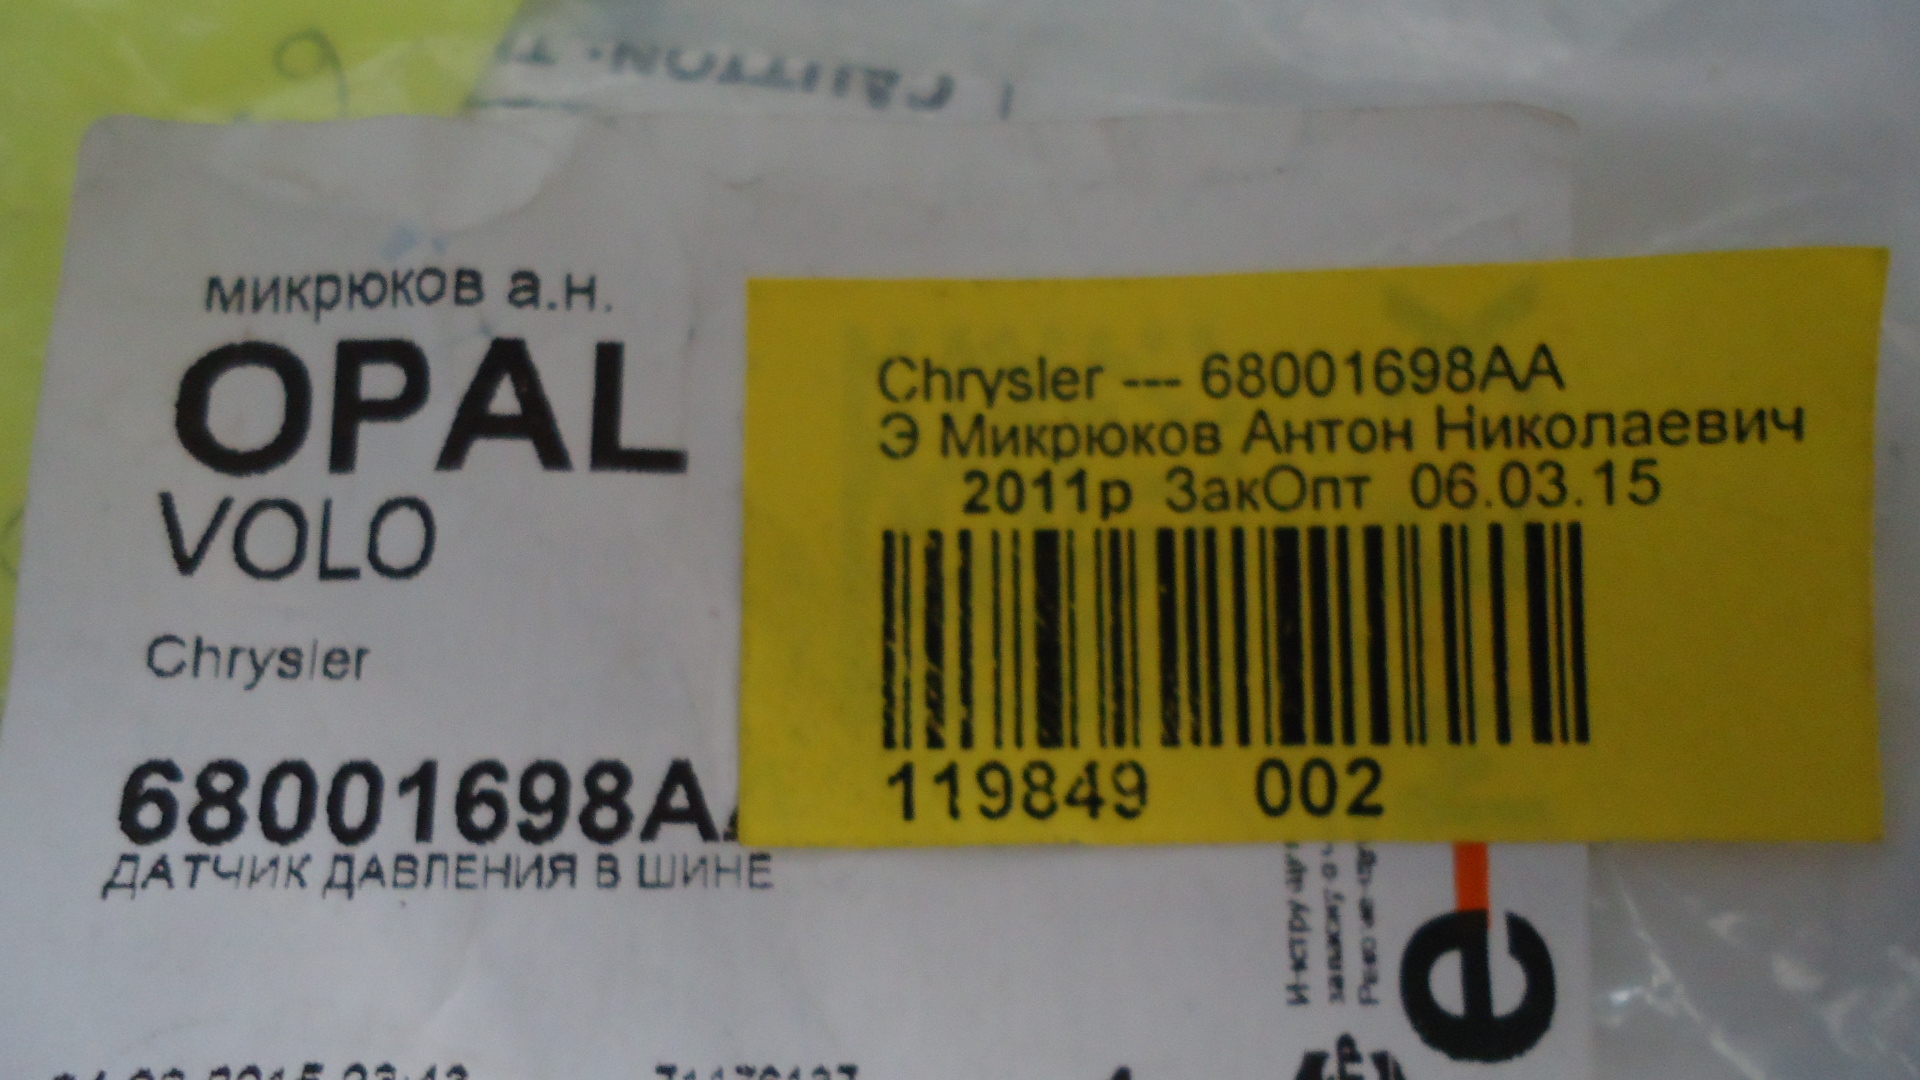 микрюков а.н.
OPAL
VOLO
Chrysler
68001698A
ДАТЧИК ДАВЛЕНИЯ В ШИНЕ
Chrysler --- 68001698AA
Э Микрюков Антон Николаевич
2011р ЗакОпт 06.03.15
119849 002
e